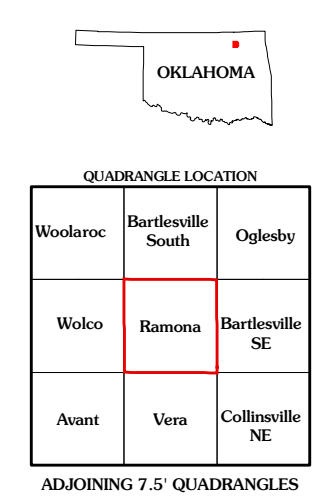 OKLAHOMA
QUADRANGLE LOCATION
Woolaroc
Bartlesville
South
Oglesby
Wolco
Ramona
Bartlesville
SE
Avant
Vera
Collinsville
NE
ADJOINING 7.5' QUADRANGLES